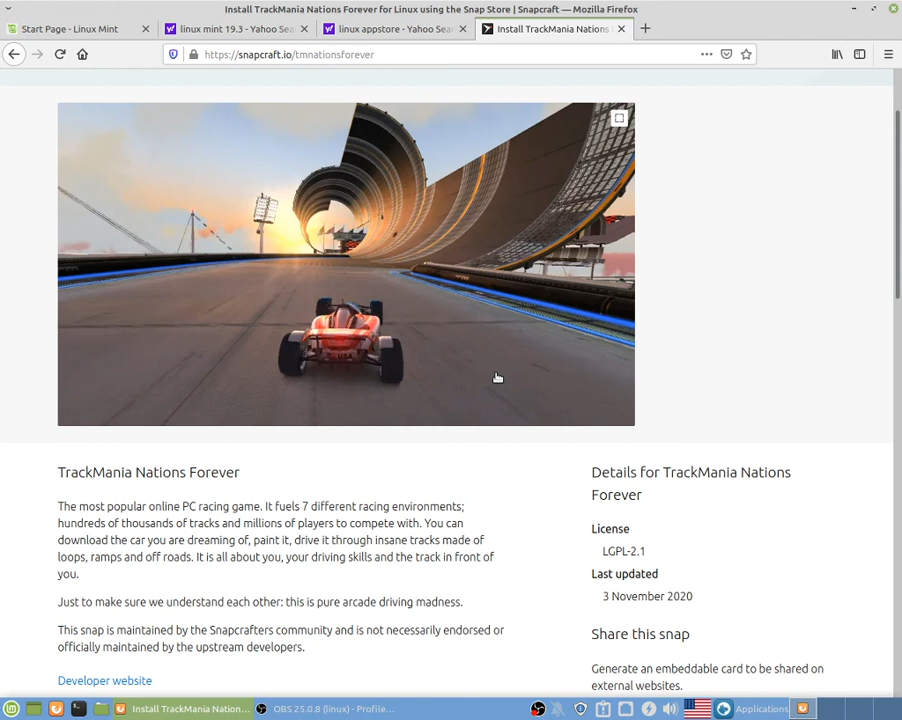 Install TrackMania Nations Forever for Linux using the Snap Store | Snapcraft — Mozilla Firefox
Start Page - Linux Mint
linux mint 19.3 - Yahoo Sea
linux appstore - Yahoo Sear
Install TrackMania Nations
https://snapcraft.io/tmnationsforever
TrackMania Nations Forever
The most popular online PC racing game. It fuels 7 different racing environments;
hundreds of thousands of tracks and millions of players to compete with. You can
download the car you are dreaming of, paint it, drive it through insane tracks made of
loops, ramps and off roads. It is all about you, your driving skills and the track in front of
you.
Just to make sure we understand each other: this is pure arcade driving madness.
This snap is maintained by the Snapcrafters community and is not necessarily endorsed or
officially maintained by the upstream developers.
Developer website
Details for TrackMania Nations
Forever
License
LGPL-2.1
Last updated
3 November 2020
Share this snap
Generate an embeddable card to be shared on
external websites.
Install TrackMania Nation...
OBS 25.0.8 (linux) - Profile...
Applications